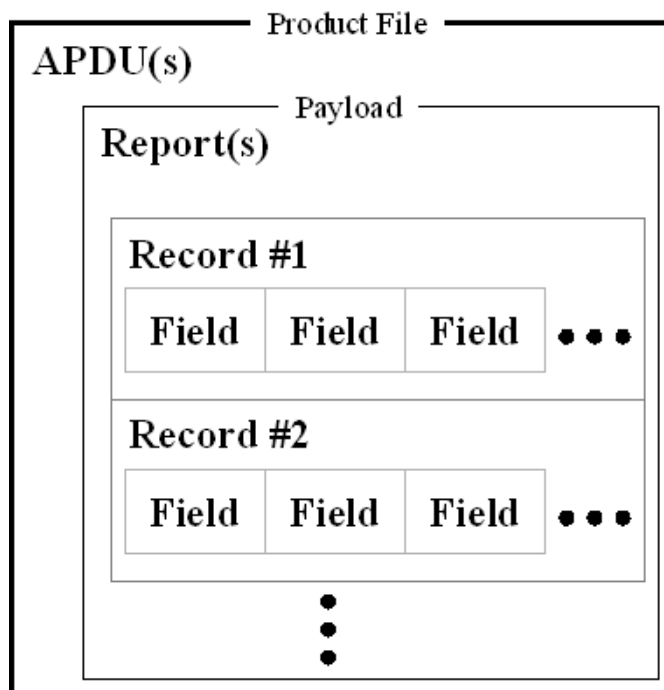 Product File
APDU(s)
Payload
Report(s)
Record #1
Field Field Field
Record #2
Field Field Field